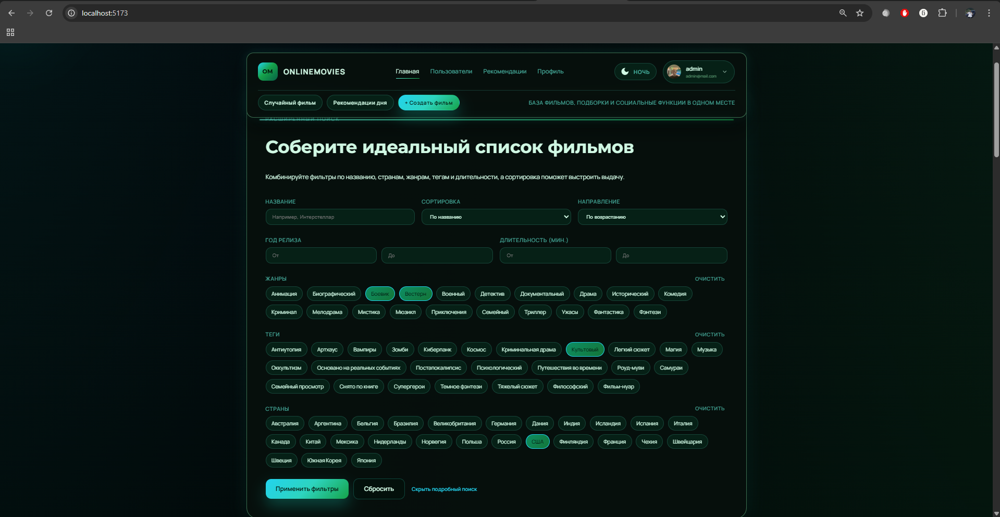 localhost:5173
OM ONLINEMOVIES Главная Пользователи Рекомендации Профиль НОЧЬ admin
admin@mail.com
Случайный фильм Рекомендации дня + Создать фильм БАЗА ФИЛЬМОВ, ПОДБОРКИ И СОЦИАЛЬНЫЕ ФУНКЦИИ В ОДНОМ МЕСТЕ
РАСШИРЕННЫЙ ПОИСК
Соберите идеальный список фильмов
Комбинируйте фильтры по названию, странам, жанрам, тегам и длительности, а сортировка поможет выстроить выдачу.
НАЗВАНИЕ СОРТИРОВКА НАПРАВЛЕНИЕ
Например, Интерстеллар По названию По возрастанию
ГОД РЕЛИЗА ДЛИТЕЛЬНОСТЬ (МИН.)
От До От До
ЖАНРЫ ОЧИСТИТЬ
Анимация Биографический Боевик Вестерн Военный Детектив Документальный Драма Исторический Комедия
Криминал Мелодрама Мистика Мюзикл Приключения Семейный Триллер Ужасы Фантастика Фэнтези
ТЕГИ ОЧИСТИТЬ
Антиутопия Артхаус Вампиры Зомби Киберпанк Космос Криминальная драма Культовый Легкий сюжет Магия Музыка
Оккультизм Основано на реальных событиях Постапокалипсис Психологический Путешествия во времени Роуд-муви Самураи
Семейный просмотр Снято по книге Супергерои Темное фэнтези Тяжелый сюжет Философский Фильм-нуар
СТРАНЫ ОЧИСТИТЬ
Австралия Аргентина Бельгия Бразилия Великобритания Германия Дания Индия Исландия Испания Италия
Канада Китай Мексика Нидерланды Норвегия Польша Россия США Финляндия Франция Чехия Швейцария
Швеция Южная Корея Япония
Применить фильтры Сбросить Скрыть подробный поиск